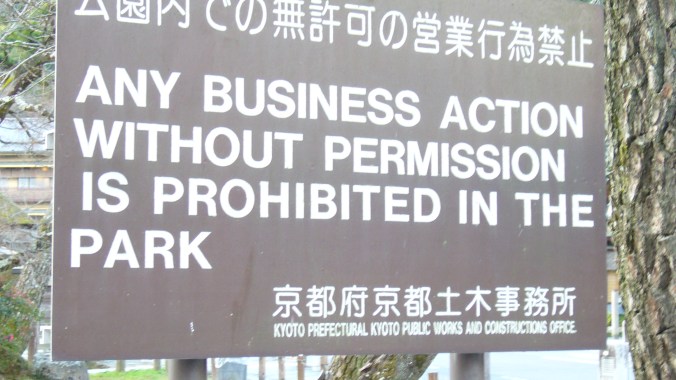 公園内での無許可の営業行為禁止
ANY BUSINESS ACTION
WITHOUT PERMISSION
IS PROHIBITED IN THE
PARK
京都府京都土木事務所
KYOTO PREFECTURAL KYOTO PUBLIC WORKS AND CONSTRUCTIONS OFFICE.